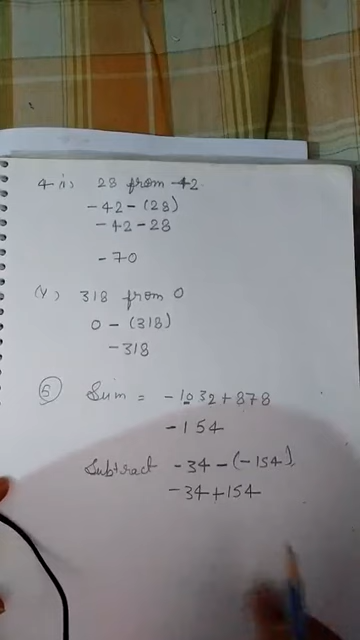 4 ii) 28 from -42.
-42-(28)
-42-28
-70
(v) 318 from 0
0 - (318)
-318
⑤ Sum = -1032+878
-154
Subtract -34-(-154)
-34+154